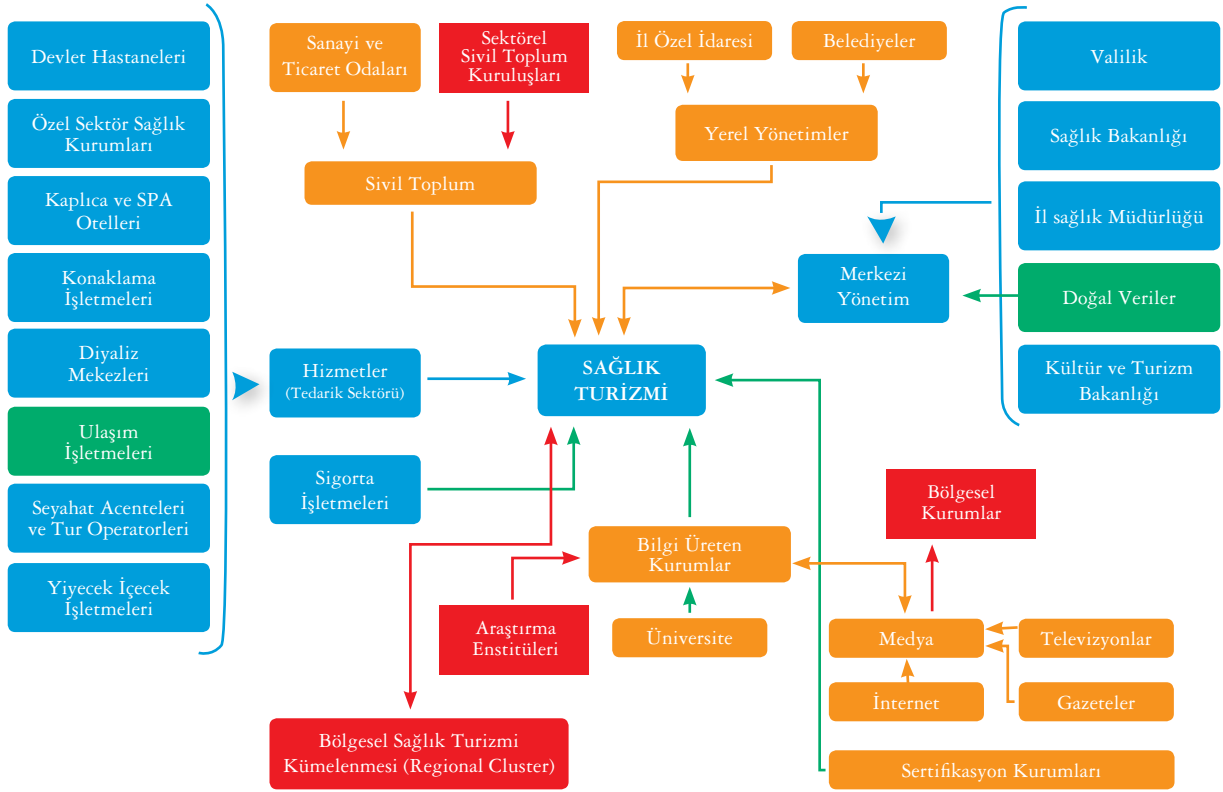 Devlet Hastaneleri
Özel Sektör Sağlık
Kurumları
Kaplıca ve SPA
Otelleri
Konaklama
İşletmeleri
Diyaliz
Mekezleri
Ulaşım
İşletmeleri
Seyahat Acenteleri
ve Tur Operatorleri
Yiyecek İçecek
İşletmeleri
Sanayi ve
Ticaret Odaları
Sektörel
Sivil Toplum
Kuruluşları
Sivil Toplum
İl Özel İdaresi
Belediyeler
Yerel Yönetimler
Valilik
Sağlık Bakanlığı
İl sağlık Müdürlüğü
Doğal Veriler
Kültür ve Turizm
Bakanlığı
Merkezi
Yönetim
Hizmetler
(Tedarik Sektörü)
SAĞLIK
TURİZMİ
Sigorta
İşletmeleri
Bölgesel
Kurumlar
Bilgi Üreten
Kurumlar
Araştırma
Enstitüleri
Üniversite
Medya
Televizyonlar
İnternet
Gazeteler
Bölgesel Sağlık Turizmi
Kümelenmesi (Regional Cluster)
Sertifikasyon Kurumları